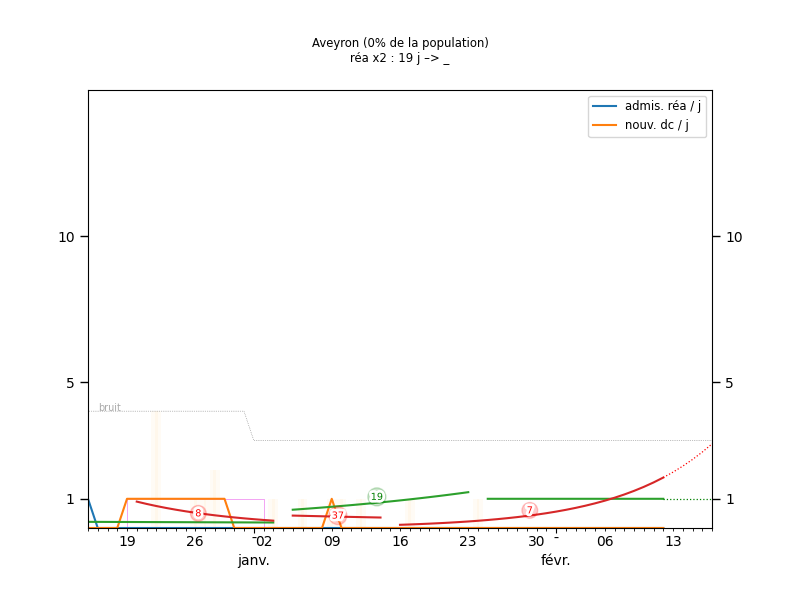 Aveyron (0% de la population)
réa x2 : 19 j –> _
admis. réa / j
nouv. dc / j
10 10
5 5
bruit
1 1
8 37 19 7
19 26 02 09 16 23 30 06 13
janv. févr.